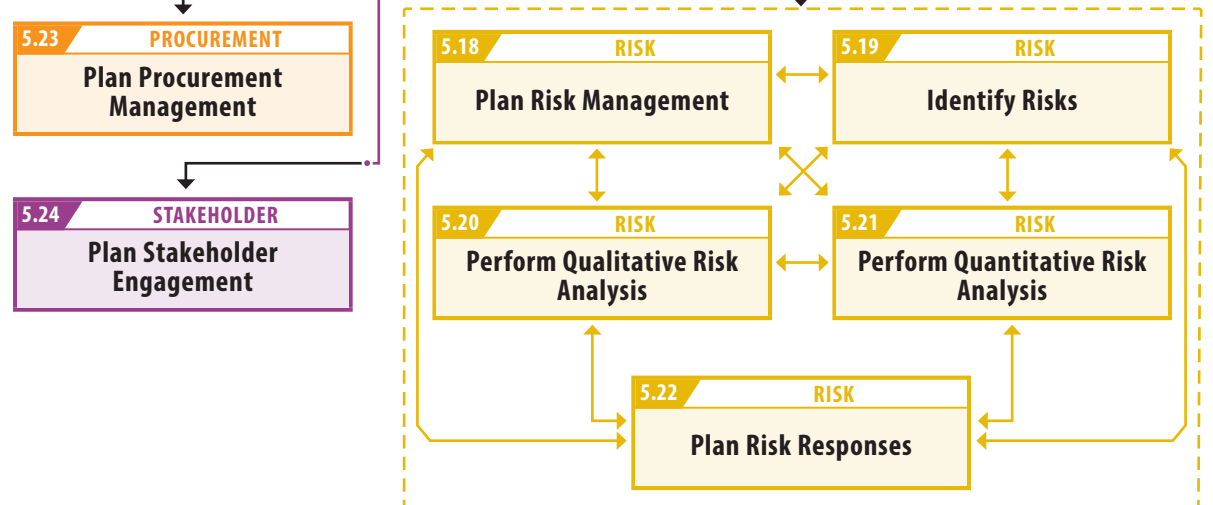 5.23 PROCUREMENT
Plan Procurement
Management
5.24 STAKEHOLDER
Plan Stakeholder
Engagement
5.18 RISK
Plan Risk Management
5.19 RISK
Identify Risks
5.20 RISK
Perform Qualitative Risk
Analysis
5.21 RISK
Perform Quantitative Risk
Analysis
5.22 RISK
Plan Risk Responses